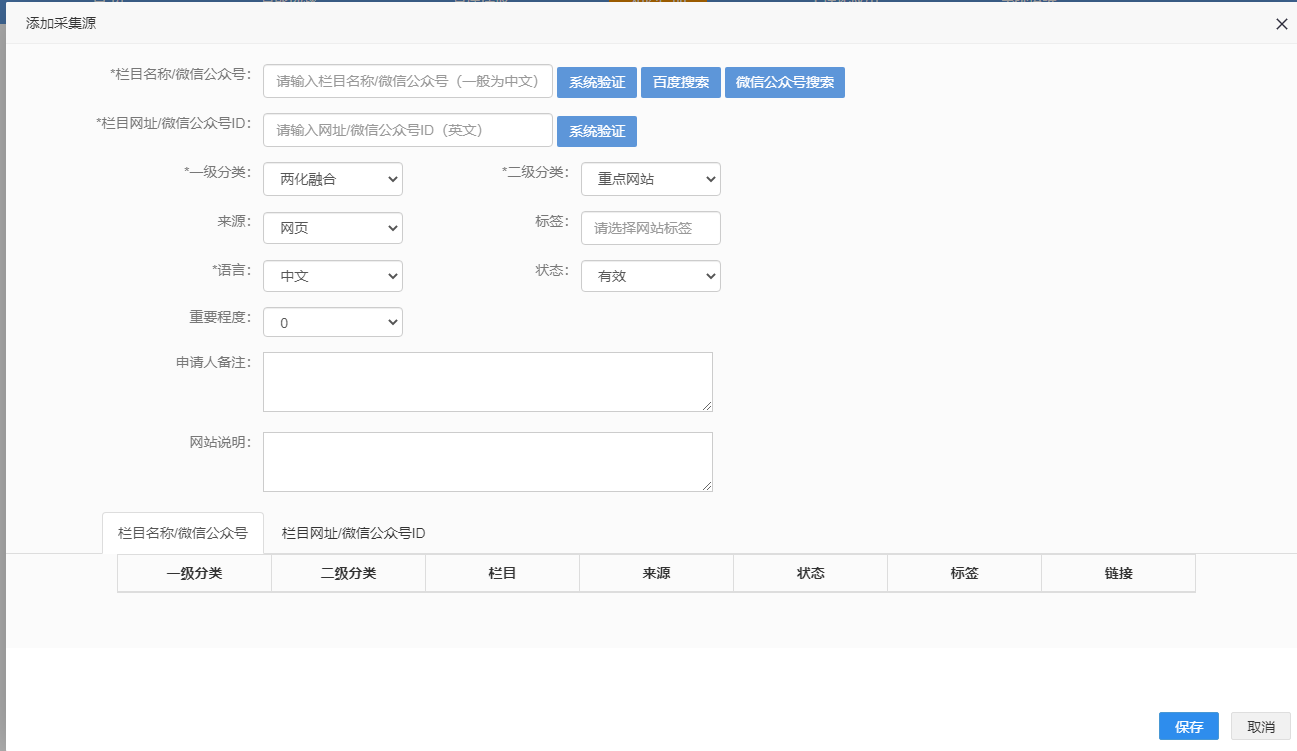 添加采集源
*栏目名称/微信公众号: 请输入栏目名称/微信公众号（一般为中文） 系统验证 百度搜索 微信公众号搜索
*栏目网址/微信公众号ID: 请输入网址/微信公众号ID（英文） 系统验证
*一级分类: 两化融合 *二级分类: 重点网站
来源: 网页 标签: 请选择网站标签
*语言: 中文 状态: 有效
重要程度: 0
申请人备注:
网站说明:
栏目名称/微信公众号 栏目网址/微信公众号ID
一级分类 二级分类 栏目 来源 状态 标签 链接
保存 取消